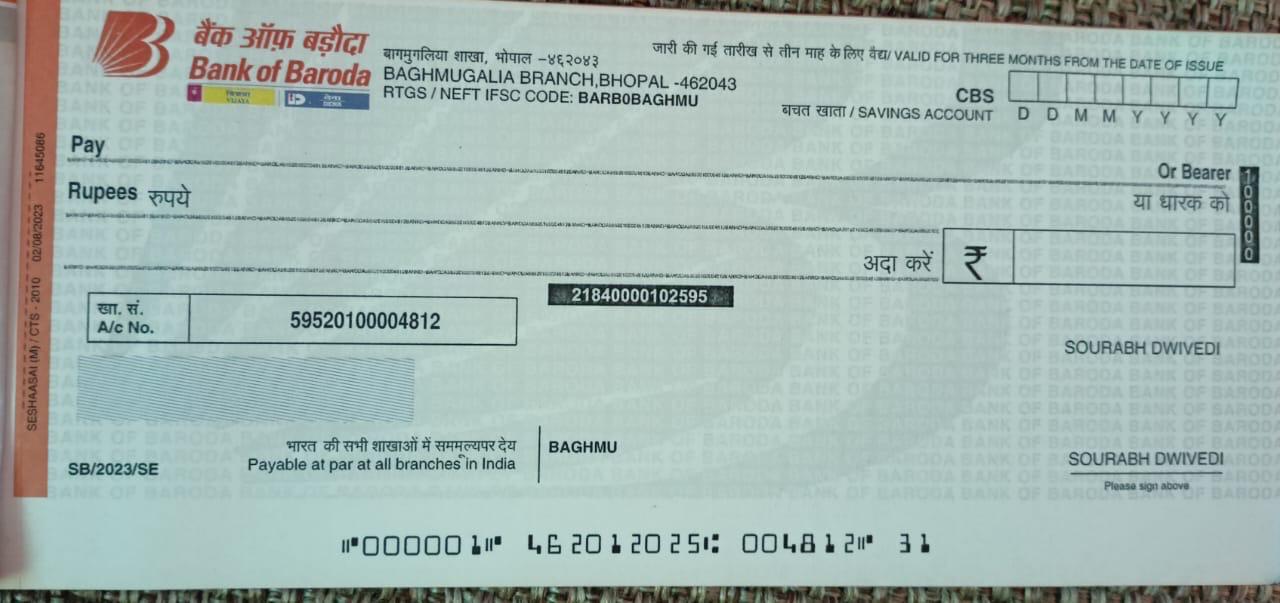 बैंक ऑफ़ बड़ौदा
Bank of Baroda
विजया
VIJAYA
देना
DENA
बागमुगलिया शाखा, भोपाल -४६२०४३
BAGHMUGALIA BRANCH,BHOPAL -462043
RTGS / NEFT IFSC CODE: BARB0BAGHMU
जारी की गई तारीख से तीन माह के लिए वैद्य/ VALID FOR THREE MONTHS FROM THE DATE OF ISSUE
CBS
बचत खाता / SAVINGS ACCOUNT
D D M M Y Y Y Y
Pay
Or Bearer
Rupees रुपये
या धारक को
100000
अदा करें ₹
21840000102595
खा. सं.
A/c No.
59520100004812
SOURABH DWIVEDI
भारत की सभी शाखाओं में सममूल्यपर देय
Payable at par at all branches in India
BAGHMU
SB/2023/SE
SOURABH DWIVEDI
Please sign above
⑈000001⑈ 462012025⑆ 004812⑈ 31
SESHAASAI (M) / CTS - 2010 02/08/2023 11645086